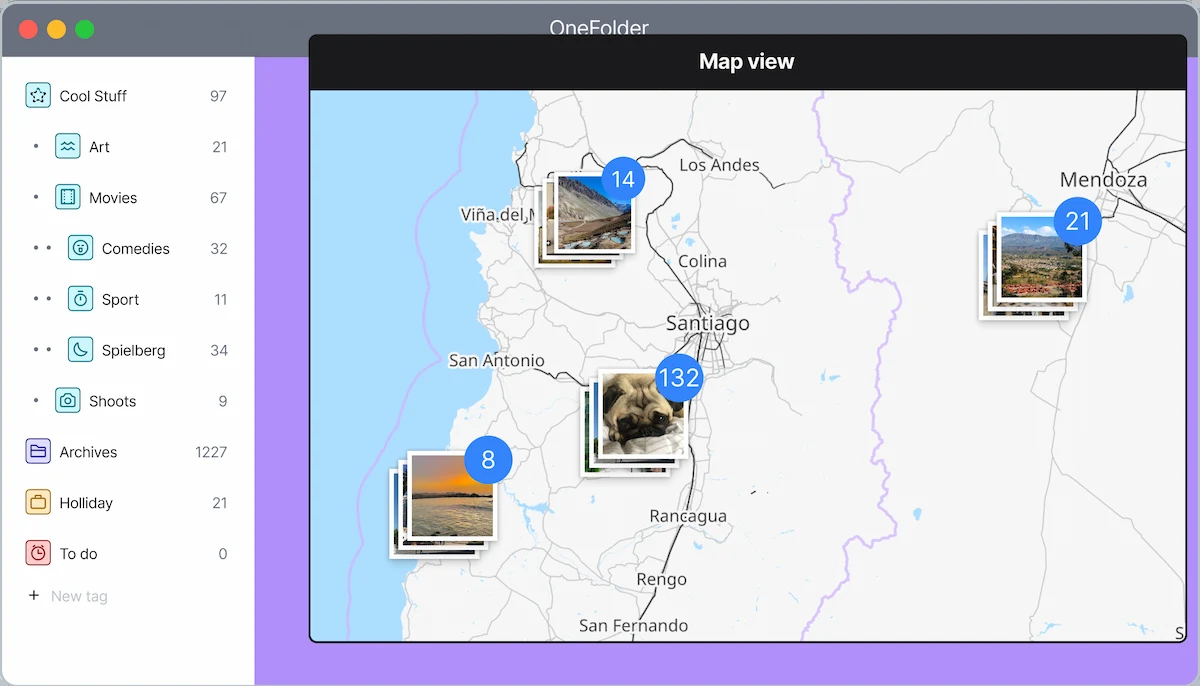 OneFolder
Map view
Cool Stuff 97
• Art 21
• Movies 67
• • Comedies 32
• • Sport 11
• • Spielberg 34
• Shoots 9
Archives 1227
Holliday 21
To do 0
+ New tag
Los Andes
14
Mendoza
Viña.del
21
Colina
Santiago
San Antonio
132
8
Rancagua
Rengo
San Fernando
S